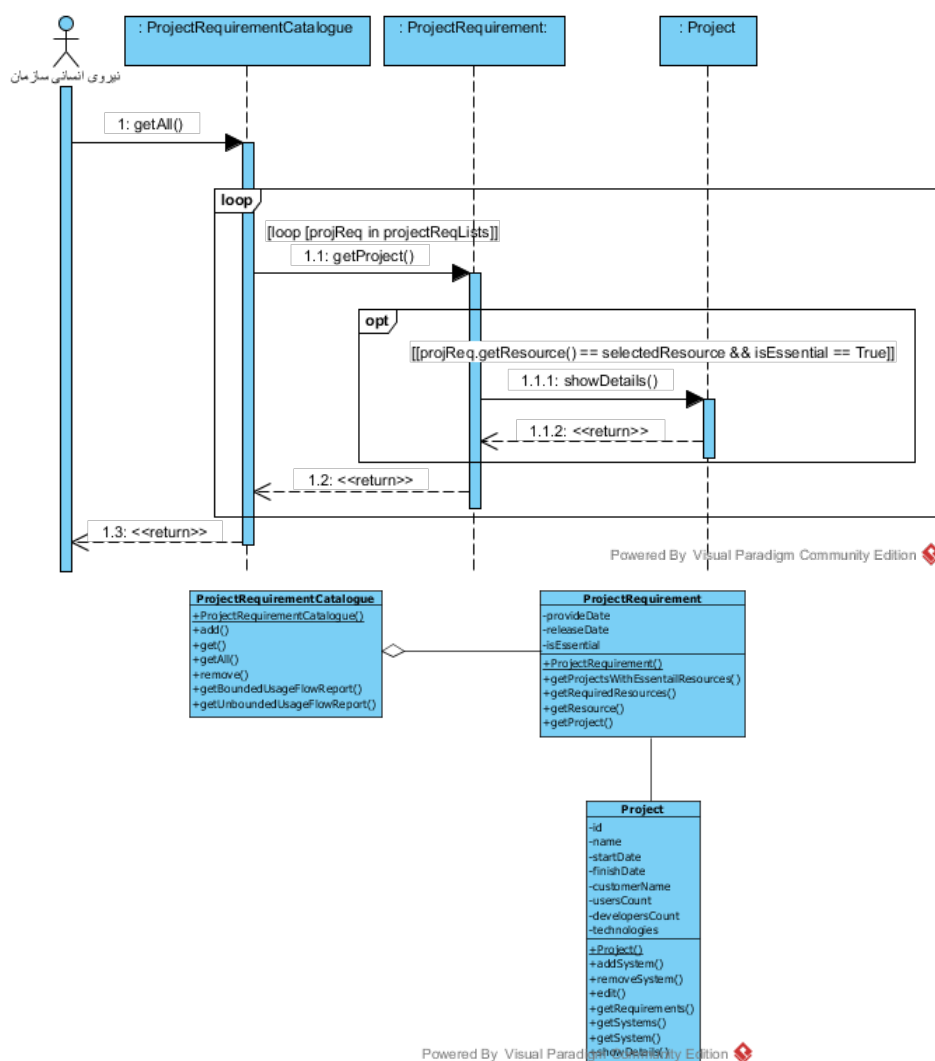 : ProjectRequirementCatalogue
: ProjectRequirement:
: Project
نیروی انسانی سازمان
1: getAll()
loop
[loop [projReq in projectReqLists]]
1.1: getProject()
opt
[[projReq.getResource() == selectedResource && isEssential == True]]
1.1.1: showDetails()
1.1.2: <<return>>
1.2: <<return>>
1.3: <<return>>
Powered By Visual Paradigm Community Edition
ProjectRequirementCatalogue
+ProjectRequirementCatalogue()
+add()
+get()
+getAll()
+remove()
+getBoundedUsageFlowReport()
+getUnboundedUsageFlowReport()
ProjectRequirement
-provideDate
-releaseDate
-isEssential
+ProjectRequirement()
+getProjectsWithEssentailResources()
+getRequiredResources()
+getResource()
+getProject()
Project
-id
-name
-startDate
-finishDate
-customerName
-usersCount
-developersCount
-technologies
+Project()
+addSystem()
+removeSystem()
+edit()
+getRequirements()
+getSystems()
+getSystem()
+showDetails()
Powered By Visual Paradigm Community Edition